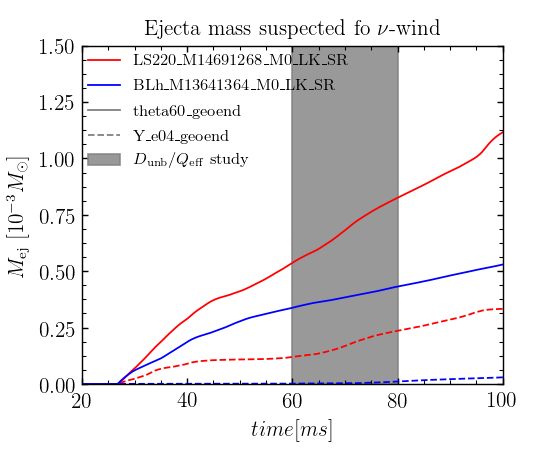 Ejecta mass suspected fo ν-wind
LS220_M14691268_M0_LK_SR
BLh_M13641364_M0_LK_SR
theta60_geoend
Y_e04_geoend
D_unb/Q_eff study
M_ej [10^−3 M_⊙]
1.50
1.25
1.00
0.75
0.50
0.25
0.00
20 40 60 80 100
time[ms]